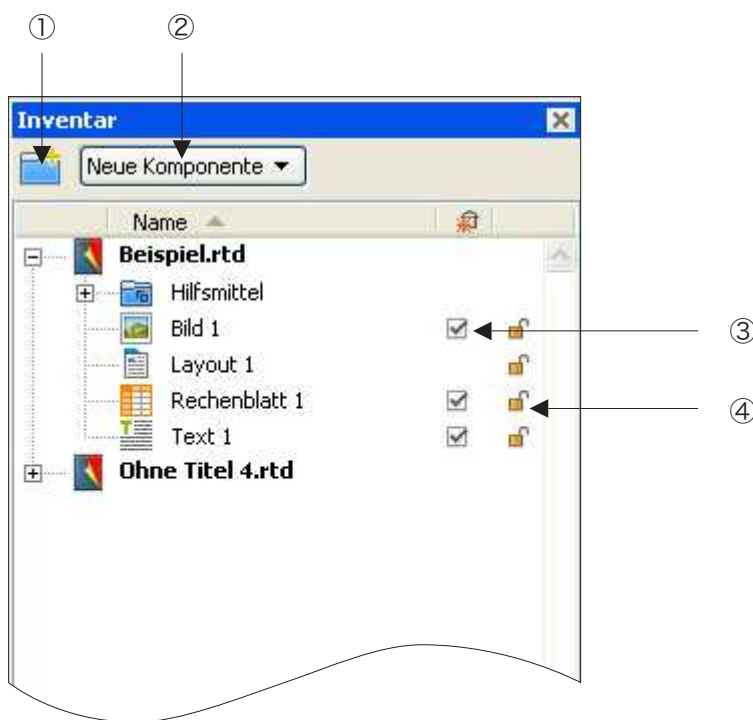 ① ②
Inventar
Neue Komponente
Name
Beispiel.rtd
Hilfsmittel
Bild 1
③
Layout 1
Rechenblatt 1
④
Text 1
Ohne Titel 4.rtd